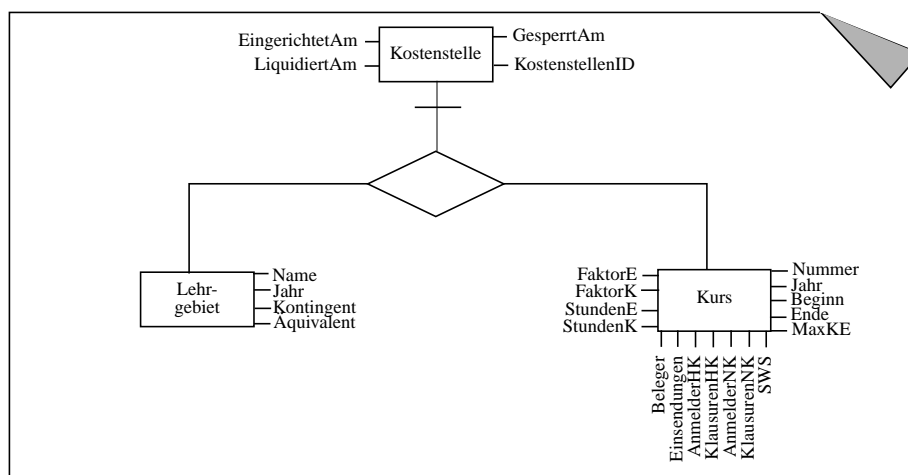 EingerichtetAm
LiquidiertAm
Kostenstelle
GesperrtAm
KostenstellenID
Lehr-
gebiet
Name
Jahr
Kontingent
Äquivalent
FaktorE
FaktorK
StundenE
StundenK
Kurs
Nummer
Jahr
Beginn
Ende
MaxKE
Beleger
Einsendungen
AnmelderHK
KlausurenHK
AnmelderNK
KlausurenNK
SWS